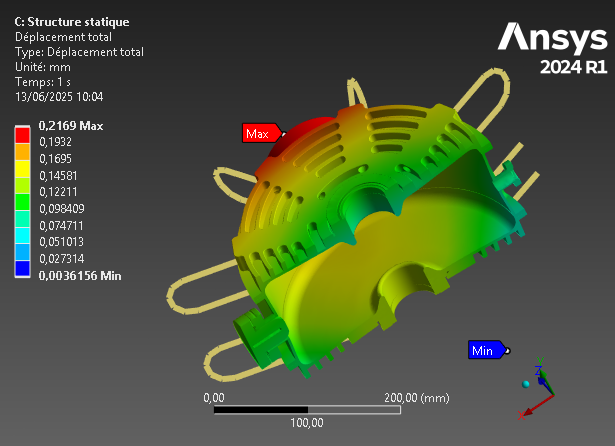 C: Structure statique
Déplacement total
Type: Déplacement total
Unité: mm
Temps: 1 s
13/06/2025 10:04
Ansys
2024 R1
0,2169 Max
0,1932
0,1695
0,14581
0,12211
0,098409
0,074711
0,051013
0,027314
0,0036156 Min
Max
Min
0,00
200,00 (mm)
100,00
Y
Z